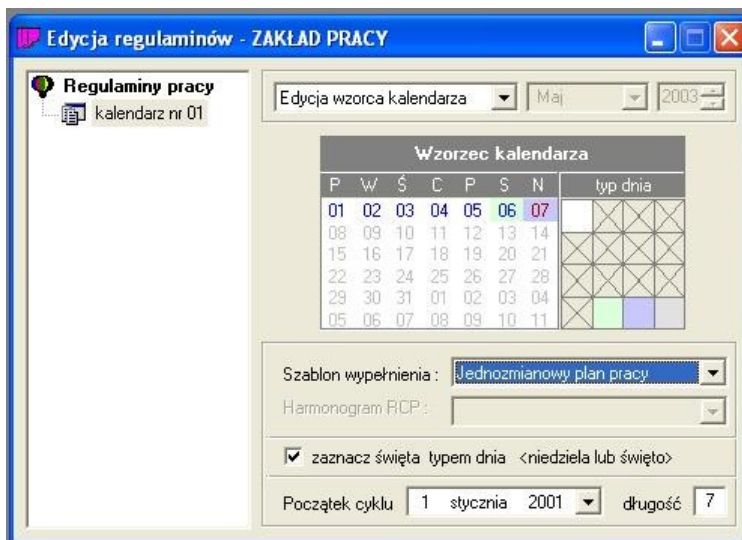 Edycja regulaminów - ZAKŁAD PRACY
Regulaminy pracy
kalendarz nr 01
Edycja wzorca kalendarza Maj 2003
Wzorzec kalendarza
P W Ś C P S N typ dnia
01 02 03 04 05 06 07
08 09 10 11 12 13 14
15 16 17 18 19 20 21
22 23 24 25 26 27 28
29 30 31 01 02 03 04
05 06 07 08 09 10 11
Szablon wypełnienia : Jednozmianowy plan pracy
Harmonogram RCP :
zaznacz święta typem dnia <niedziela lub święto>
Początek cyklu 1 stycznia 2001 długość 7